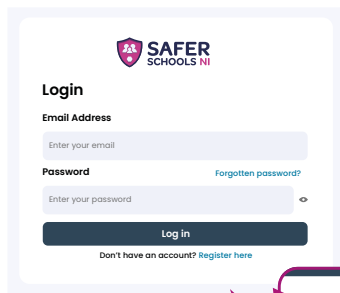 SAFER
SCHOOLS NI
Login
Email Address
Enter your email
Password Forgotten password?
Enter your password
Log in
Don't have an account? Register here